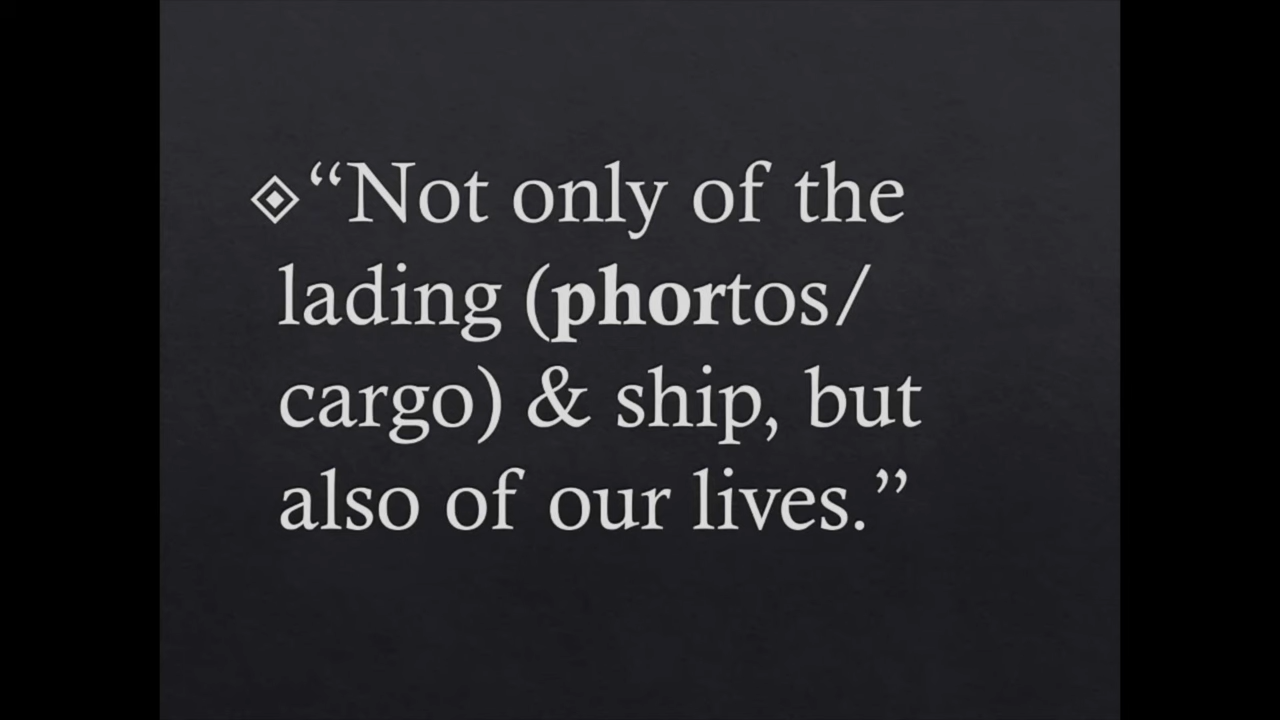 “Not only of the
lading (phortos/
cargo) & ship, but
also of our lives.”